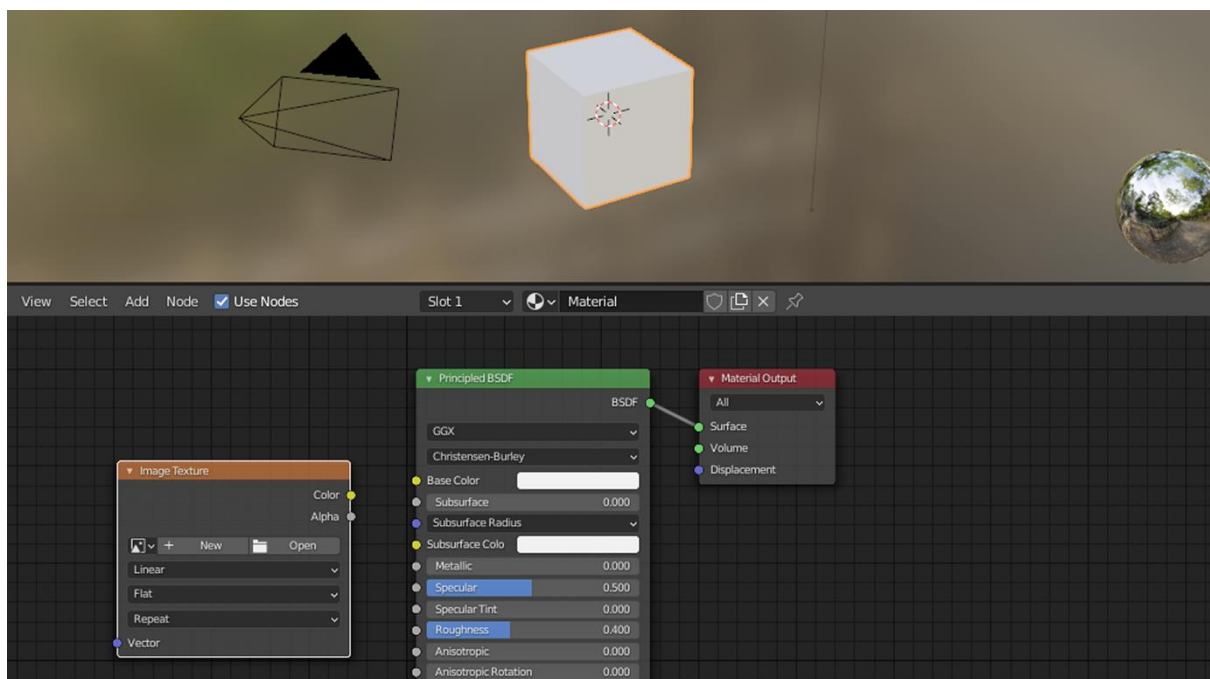 View Select Add Node Use Nodes Slot 1 Material
Principled BSDF
BSDF
GGX
Christensen-Burley
Base Color
Subsurface 0.000
Subsurface Radius
Subsurface Colo
Metallic 0.000
Specular 0.500
Specular Tint 0.000
Roughness 0.400
Anisotropic 0.000
Anisotropic Rotation 0.000
Material Output
All
Surface
Volume
Displacement
Image Texture
Color
Alpha
New Open
Linear
Flat
Repeat
Vector